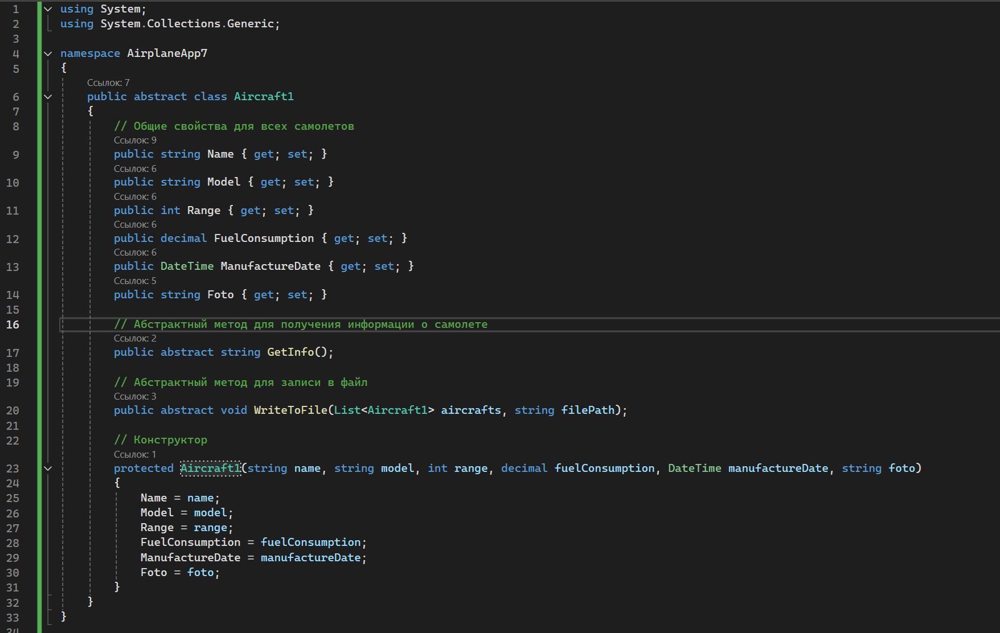 1 using System;
2 using System.Collections.Generic;
3
4 namespace AirplaneApp7
5 {
Ссылок: 7
6 public abstract class Aircraft1
7 {
8 // Общие свойства для всех самолетов
Ссылок: 9
9 public string Name { get; set; }
Ссылок: 6
10 public string Model { get; set; }
Ссылок: 6
11 public int Range { get; set; }
Ссылок: 6
12 public decimal FuelConsumption { get; set; }
Ссылок: 6
13 public DateTime ManufactureDate { get; set; }
Ссылок: 5
14 public string Foto { get; set; }
15
16 // Абстрактный метод для получения информации о самолете
Ссылок: 2
17 public abstract string GetInfo();
18
19 // Абстрактный метод для записи в файл
Ссылок: 3
20 public abstract void WriteToFile(List<Aircraft1> aircrafts, string filePath);
21
22 // Конструктор
Ссылок: 1
23 protected Aircraft1(string name, string model, int range, decimal fuelConsumption, DateTime manufactureDate, string foto)
24 {
25 Name = name;
26 Model = model;
27 Range = range;
28 FuelConsumption = fuelConsumption;
29 ManufactureDate = manufactureDate;
30 Foto = foto;
31 }
32 }
33 }
34